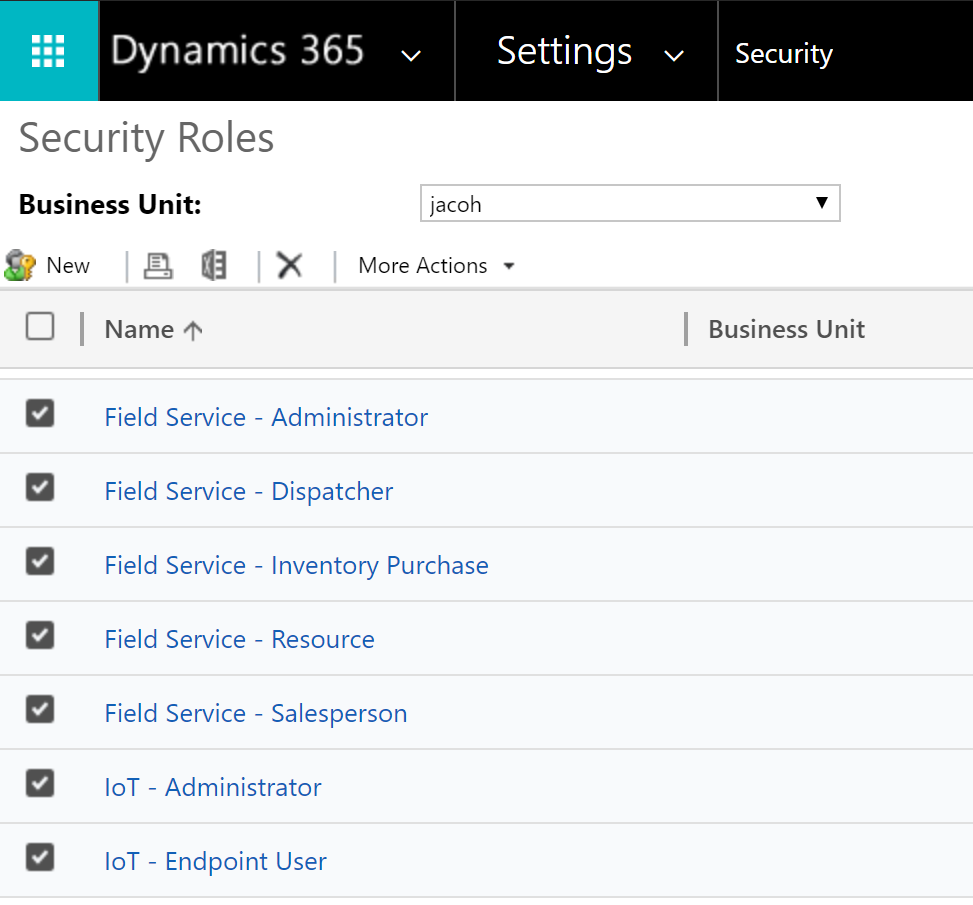 Dynamics 365 Settings Security
Security Roles
Business Unit: jacoh
New More Actions
Name Business Unit
Field Service - Administrator
Field Service - Dispatcher
Field Service - Inventory Purchase
Field Service - Resource
Field Service - Salesperson
IoT - Administrator
IoT - Endpoint User